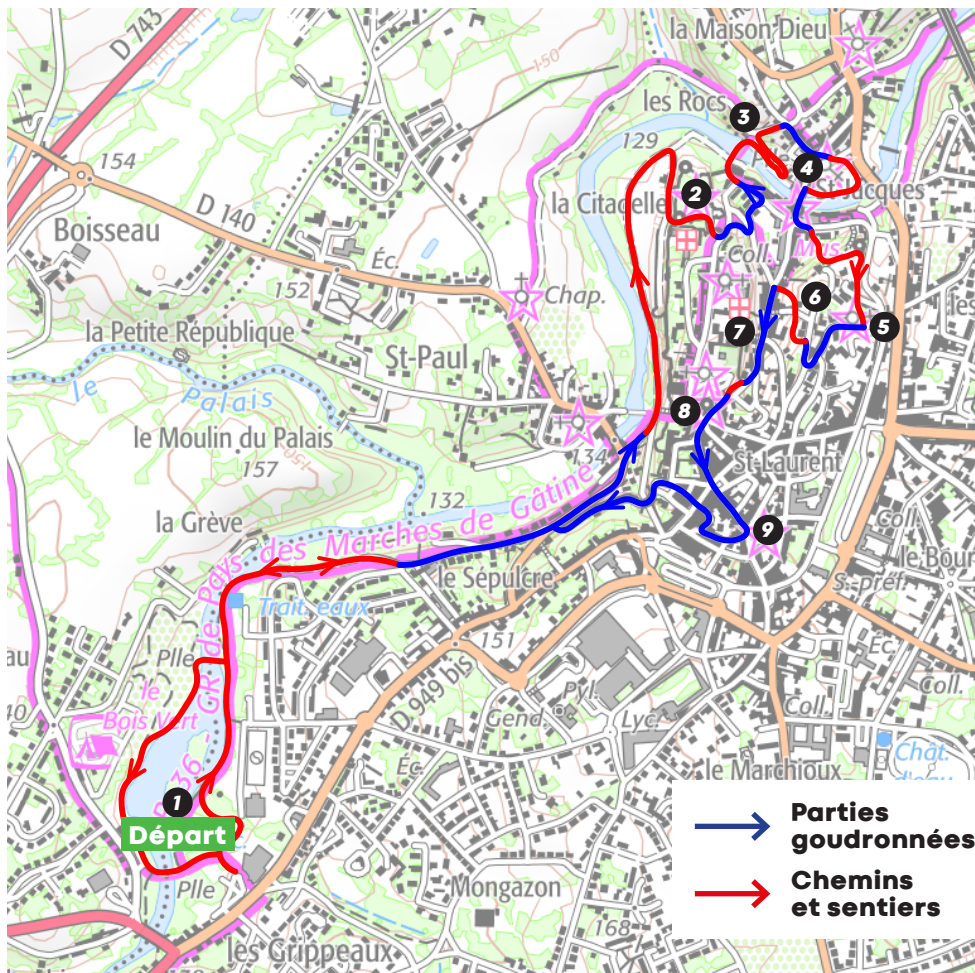 D 743
la Maison Dieu
150
les Rocs
3
129
154
4
St-Jacques
D 140
la Citadelle
2
Boisseau
Mus
Coll.
Éc.
152
Chap.
6
5
la Petite République
7
St-Paul
le Palais
8
le Moulin du Palais
134
157
150
St-Laurent
132
la Grève
GR de Pays des Marches de Gâtine
9
Coll.
le Bour
le Sépulcre
S.-préf.
Trait. eaux
151
Éc.
Plle
D 949 bis
Coll.
le Bois Vert
Pyl.
Gend.
Lyc.
Coll.
40
Chât. d'eau
Éc.
le Marchioux
36
1
Départ
Parties
goudronnées
Plle
Mongazon
Chemins
et sentiers
168
les Grippeaux